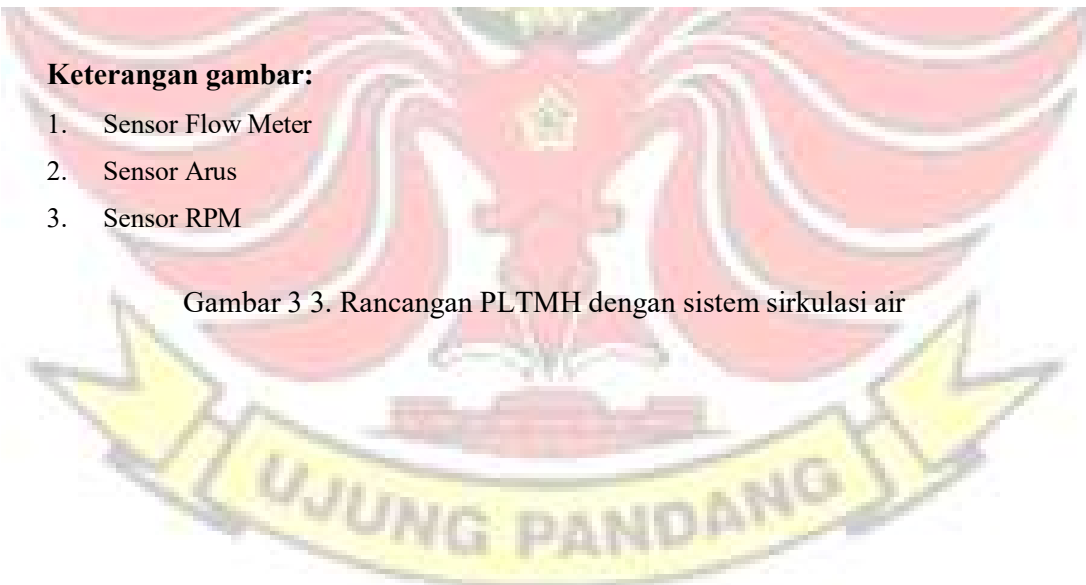 Keterangan gambar:
1. Sensor Flow Meter
2. Sensor Arus
3. Sensor RPM
Gambar 3 3. Rancangan PLTMH dengan sistem sirkulasi air
UJUNG PANDANG